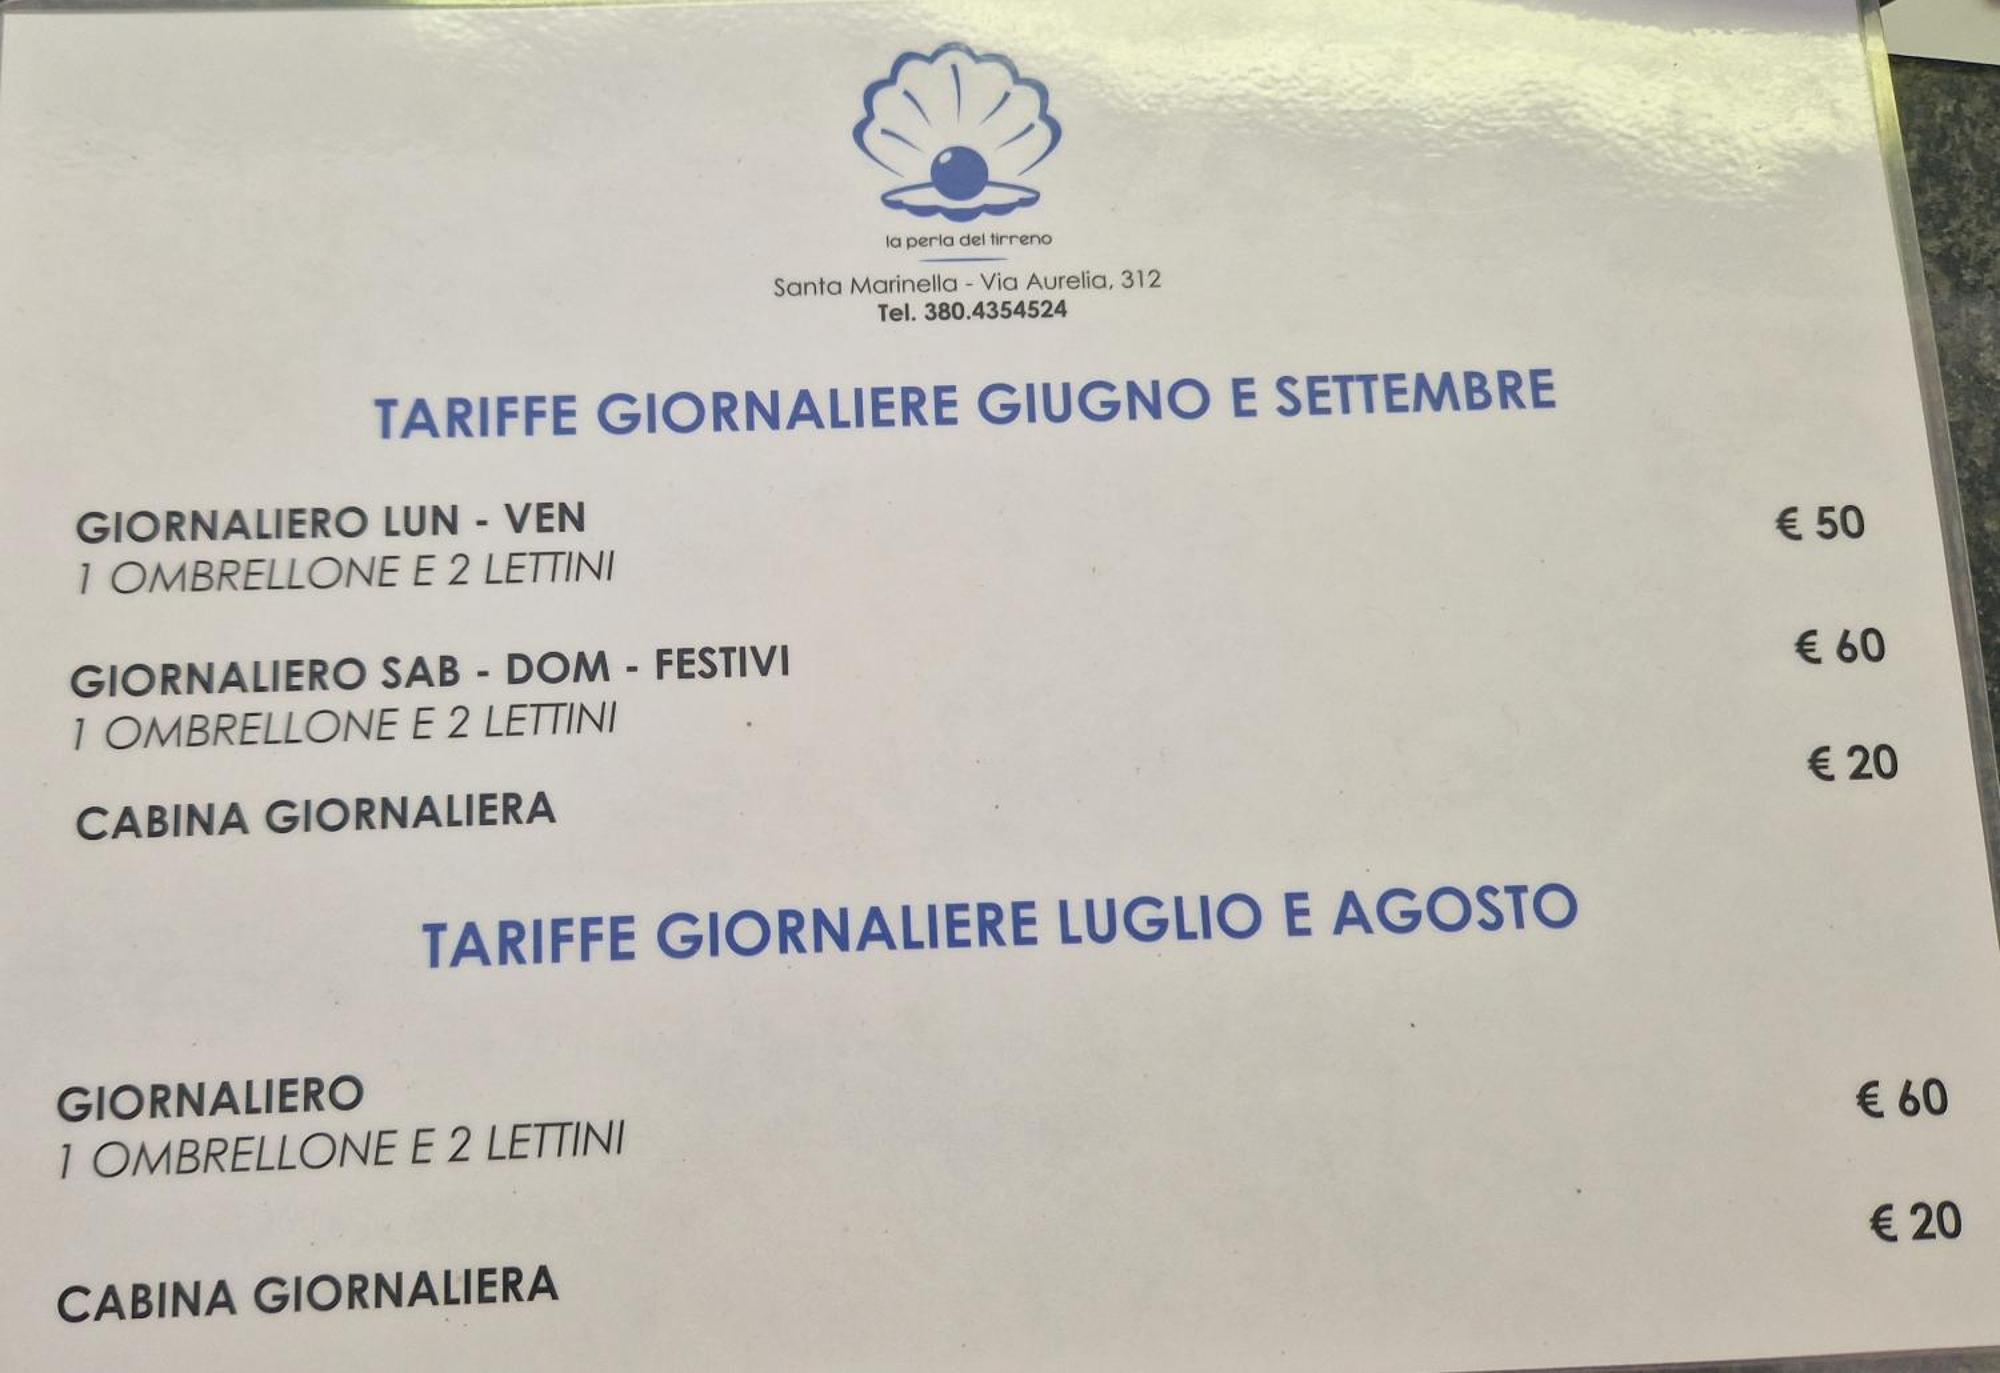 la perla del tirreno
Santa Marinella - Via Aurelia, 312
Tel. 380.4354524
TARIFFE GIORNALIERE GIUGNO E SETTEMBRE
GIORNALIERO LUN - VEN € 50
1 OMBRELLONE E 2 LETTINI
GIORNALIERO SAB - DOM - FESTIVI € 60
1 OMBRELLONE E 2 LETTINI
CABINA GIORNALIERA € 20
TARIFFE GIORNALIERE LUGLIO E AGOSTO
GIORNALIERO € 60
1 OMBRELLONE E 2 LETTINI
CABINA GIORNALIERA € 20